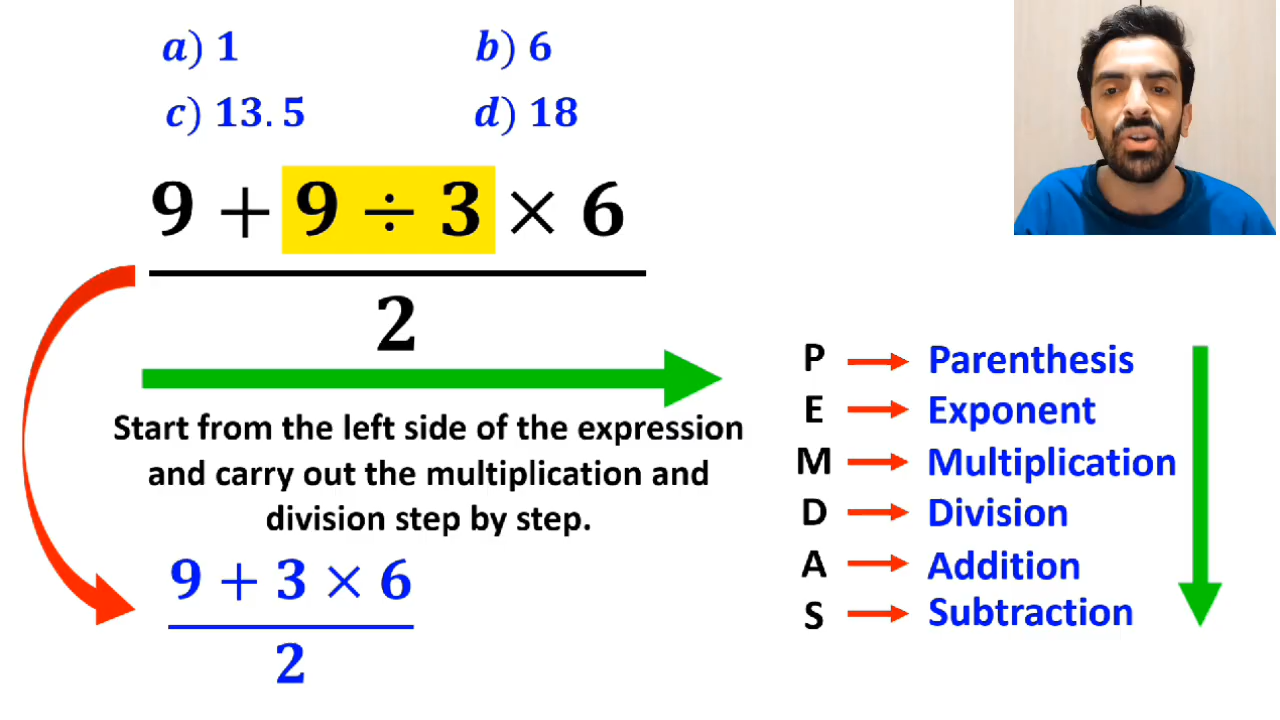 a) 1 b) 6
c) 13.5 d) 18
9 + 9 ÷ 3 × 6
2
Start from the left side of the expression
and carry out the multiplication and
division step by step.
9 + 3 × 6
2
P Parenthesis
E Exponent
M Multiplication
D Division
A Addition
S Subtraction